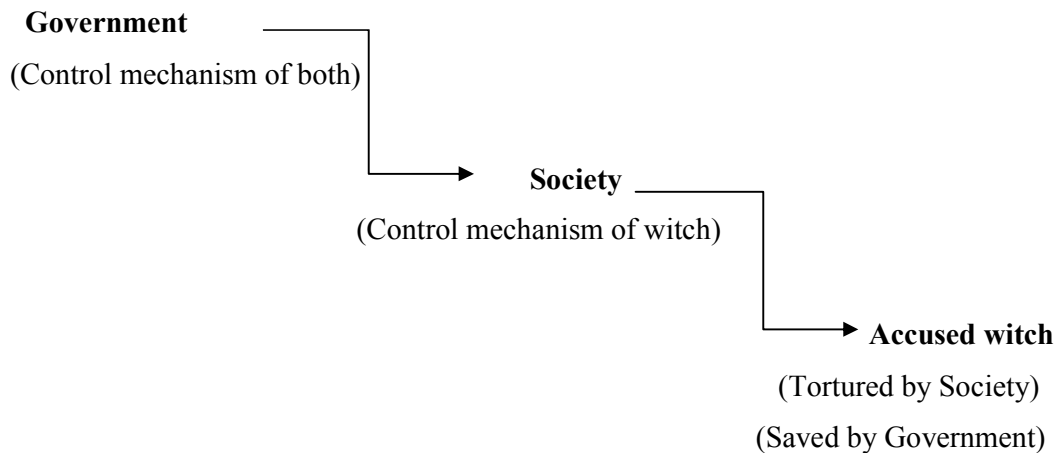 Government
(Control mechanism of both)
Society
(Control mechanism of witch)
Accused witch
(Tortured by Society)
(Saved by Government)